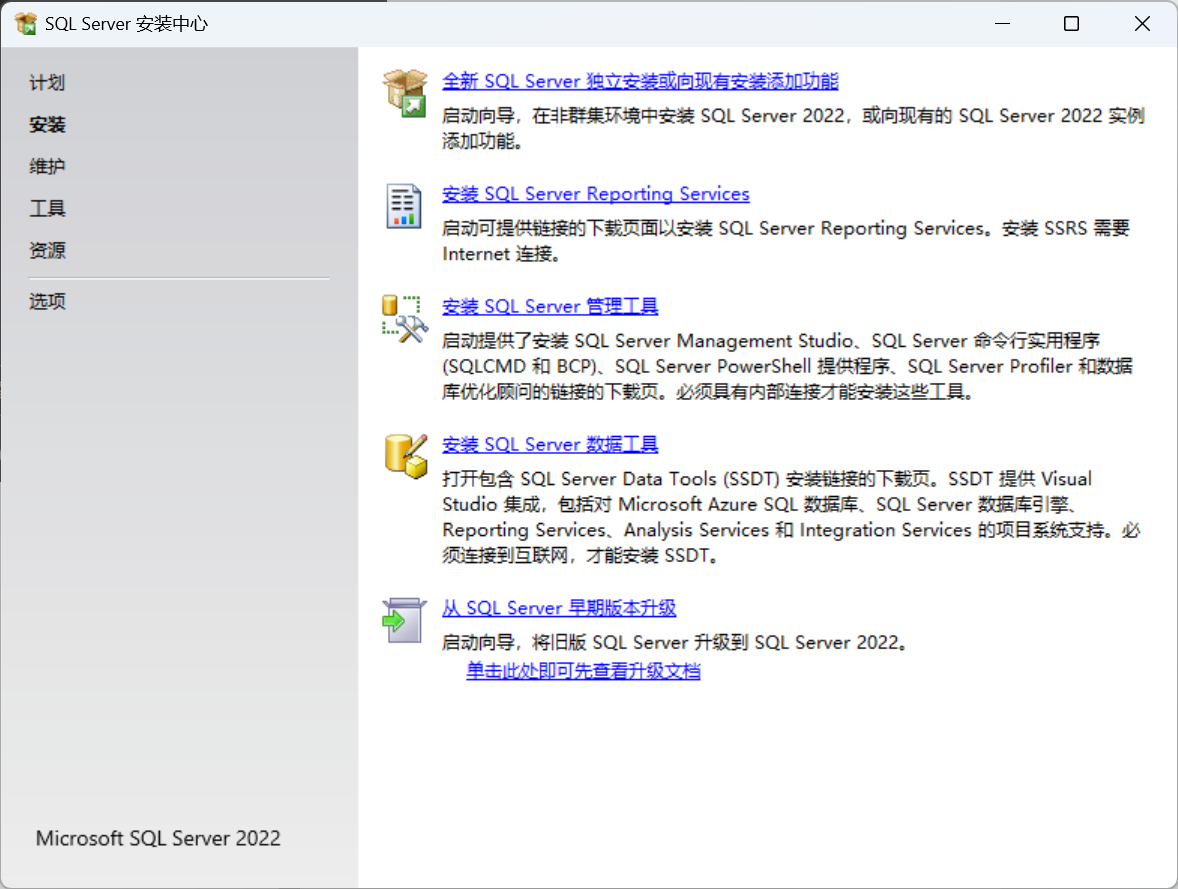 SQL Server 安装中心
计划
安装
维护
工具
资源
选项
Microsoft SQL Server 2022
全新 SQL Server 独立安装或向现有安装添加功能
启动向导，在非群集环境中安装 SQL Server 2022，或向现有的 SQL Server 2022 实例
添加功能。
安装 SQL Server Reporting Services
启动可提供链接的下载页面以安装 SQL Server Reporting Services。安装 SSRS 需要
Internet 连接。
安装 SQL Server 管理工具
启动提供了安装 SQL Server Management Studio、SQL Server 命令行实用程序
(SQLCMD 和 BCP)、SQL Server PowerShell 提供程序、SQL Server Profiler 和数据
库优化顾问的链接的下载页。必须具有内部连接才能安装这些工具。
安装 SQL Server 数据工具
打开包含 SQL Server Data Tools (SSDT) 安装链接的下载页。SSDT 提供 Visual
Studio 集成，包括对 Microsoft Azure SQL 数据库、SQL Server 数据库引擎、
Reporting Services、Analysis Services 和 Integration Services 的项目系统支持。必
须连接到互联网，才能安装 SSDT。
从 SQL Server 早期版本升级
启动向导，将旧版 SQL Server 升级到 SQL Server 2022。
单击此处即可先查看升级文档